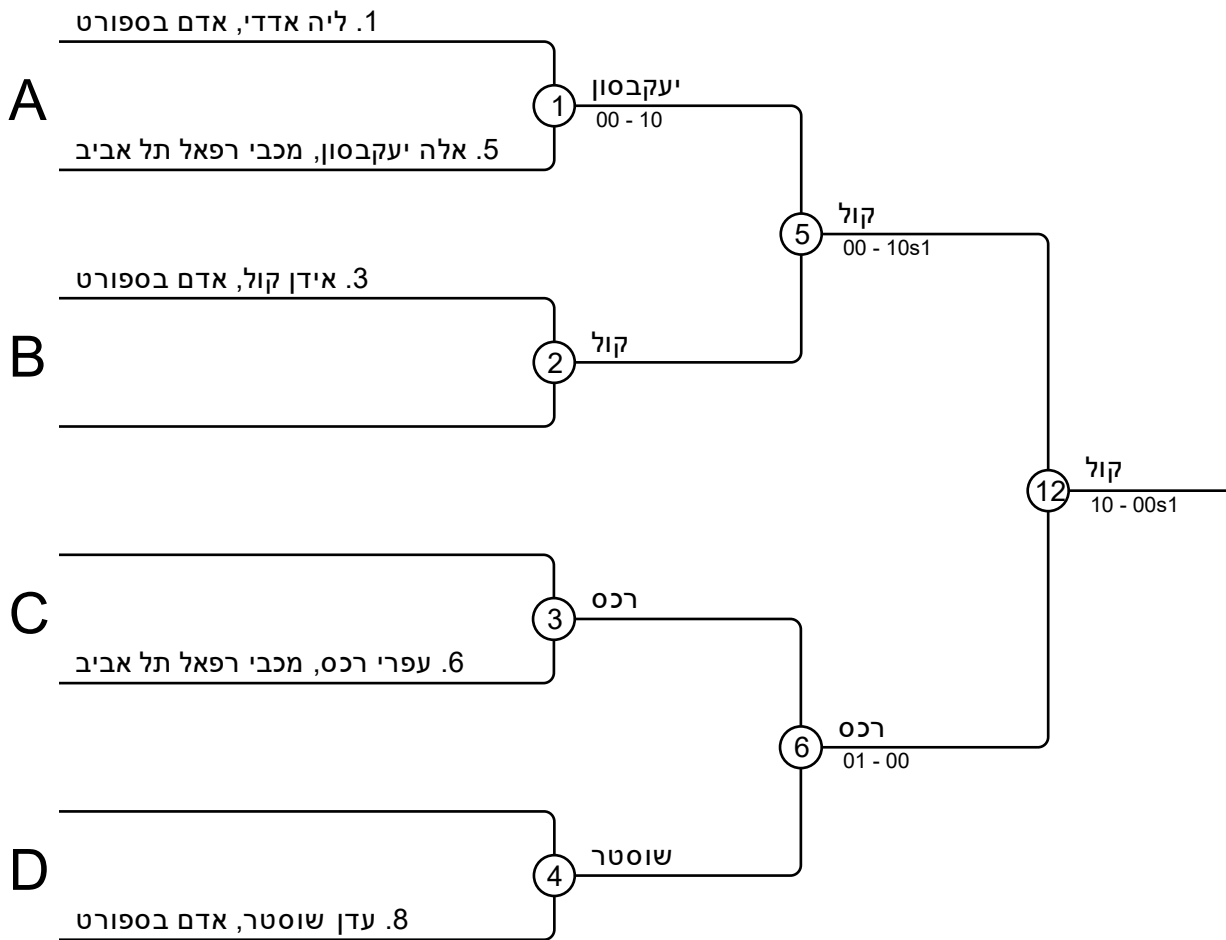 1. ליה אדדי, אדם בספורט
A
1
יעקבסון
00 - 10
5. אלה יעקבסון, מכבי רפאל תל אביב
5
קול
00 - 10s1
3. אידן קול, אדם בספורט
B
2
קול
12
קול
10 - 00s1
C
3
רכס
6. עפרי רכס, מכבי רפאל תל אביב
6
רכס
01 - 00
D
4
שוסטר
8. עדן שוסטר, אדם בספורט